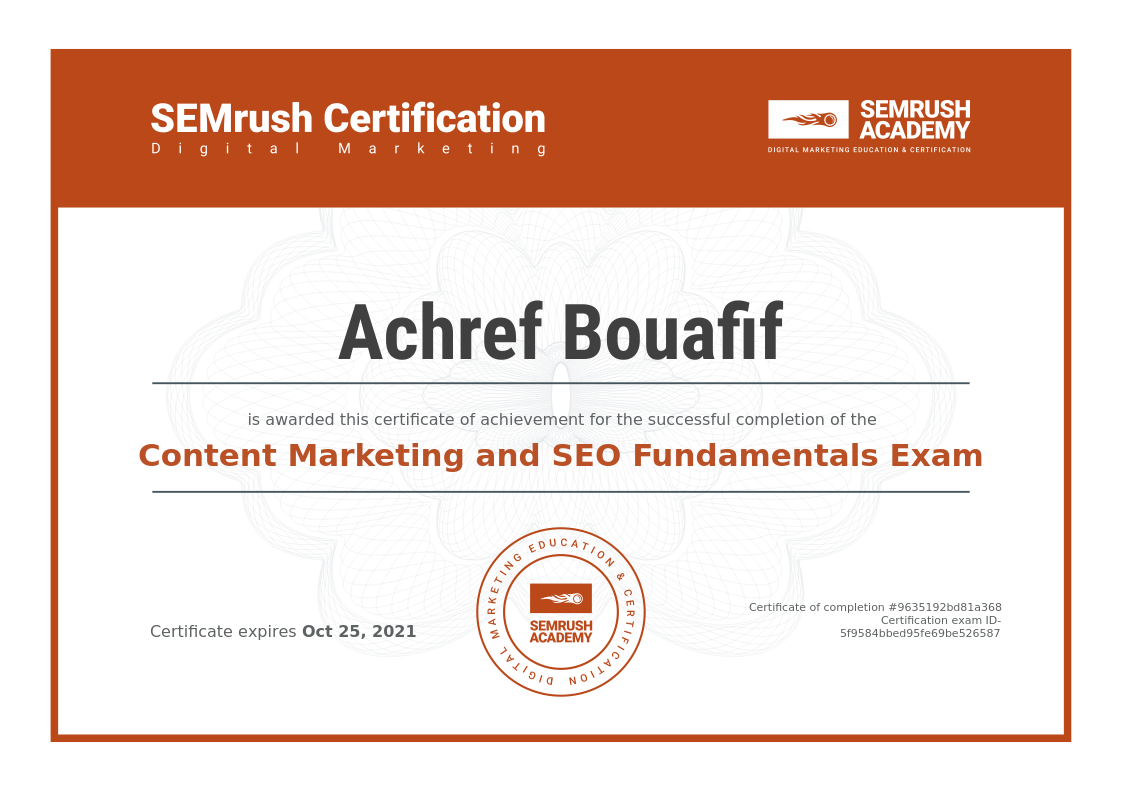 SEMrush Certification
Digital Marketing
SEMRUSH
ACADEMY
DIGITAL MARKETING EDUCATION & CERTIFICATION
Achref Bouafif
is awarded this certificate of achievement for the successful completion of the
Content Marketing and SEO Fundamentals Exam
Certificate expires Oct 25, 2021
DIGITAL MARKETING EDUCATION & CERTIFICATION
SEMRUSH
ACADEMY
Certificate of completion #9635192bd81a368
Certification exam ID-
5f9584bbed95fe69be526587